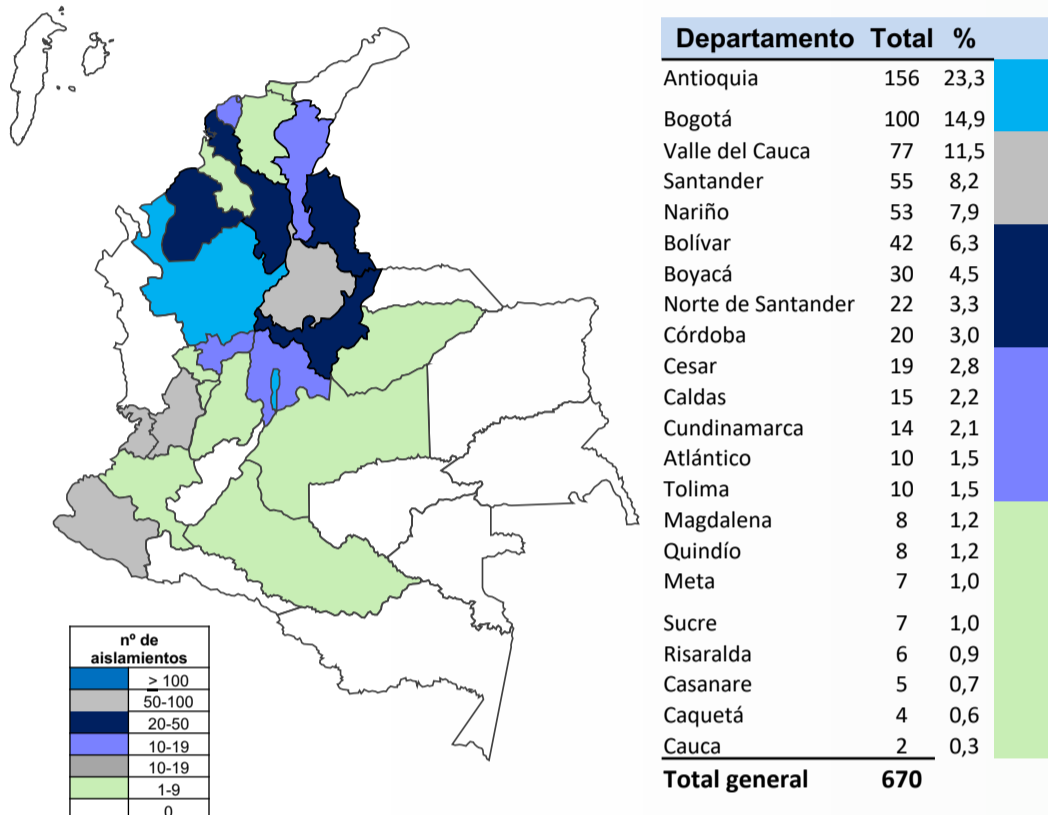 Departamento Total %
Antioquia 156 23,3
Bogotá 100 14,9
Valle del Cauca 77 11,5
Santander 55 8,2
Nariño 53 7,9
Bolívar 42 6,3
Boyacá 30 4,5
Norte de Santander 22 3,3
Córdoba 20 3,0
Cesar 19 2,8
Caldas 15 2,2
Cundinamarca 14 2,1
Atlántico 10 1,5
Tolima 10 1,5
Magdalena 8 1,2
Quindío 8 1,2
Meta 7 1,0
Sucre 7 1,0
Risaralda 6 0,9
Casanare 5 0,7
Caquetá 4 0,6
Cauca 2 0,3
Total general 670
nº de
aislamientos
≥ 100
50-100
20-50
10-19
10-19
1-9
0